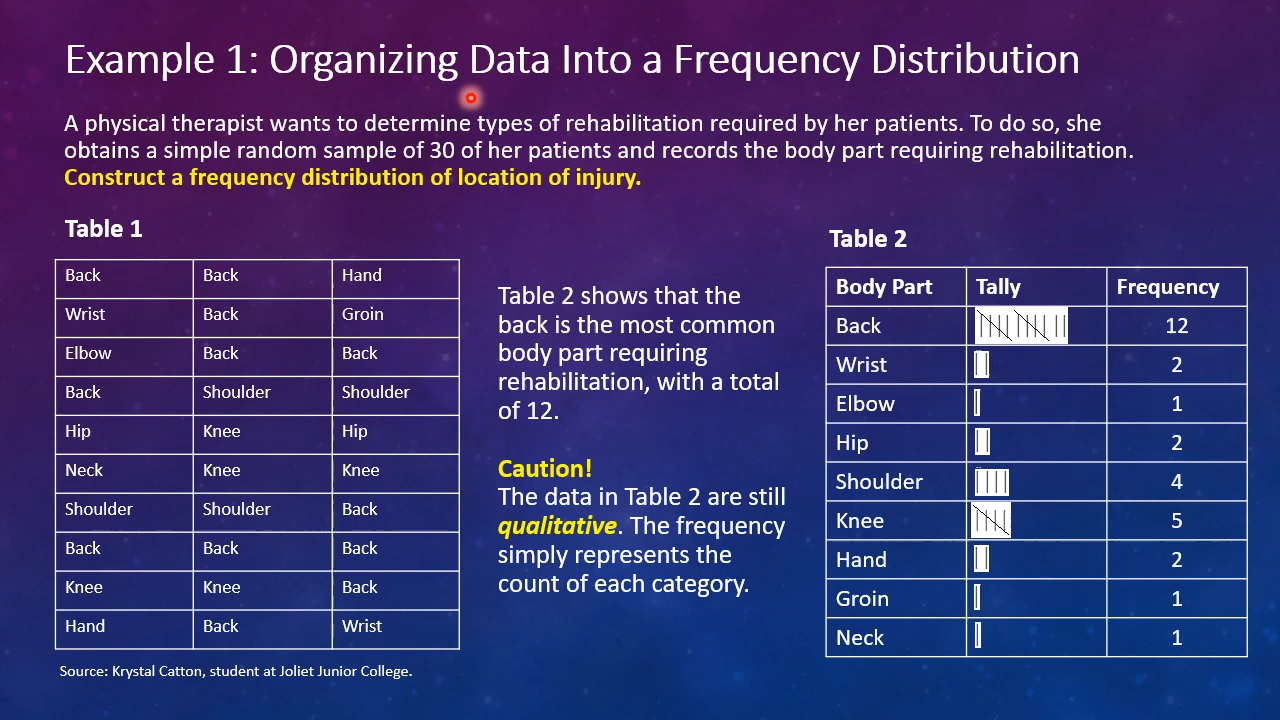 Example 1: Organizing Data Into a Frequency Distribution
A physical therapist wants to determine types of rehabilitation required by her patients. To do so, she
obtains a simple random sample of 30 of her patients and records the body part requiring rehabilitation.
Construct a frequency distribution of location of injury.
Table 1
Back Back Hand
Wrist Back Groin
Elbow Back Back
Back Shoulder Shoulder
Hip Knee Hip
Neck Knee Knee
Shoulder Shoulder Back
Back Back Back
Knee Knee Back
Hand Back Wrist
Source: Krystal Catton, student at Joliet Junior College.
Table 2 shows that the
back is the most common
body part requiring
rehabilitation, with a total
of 12.
Caution!
The data in Table 2 are still
qualitative. The frequency
simply represents the
count of each category.
Table 2
Body Part Tally Frequency
Back 12
Wrist 2
Elbow 1
Hip 2
Shoulder 4
Knee 5
Hand 2
Groin 1
Neck 1